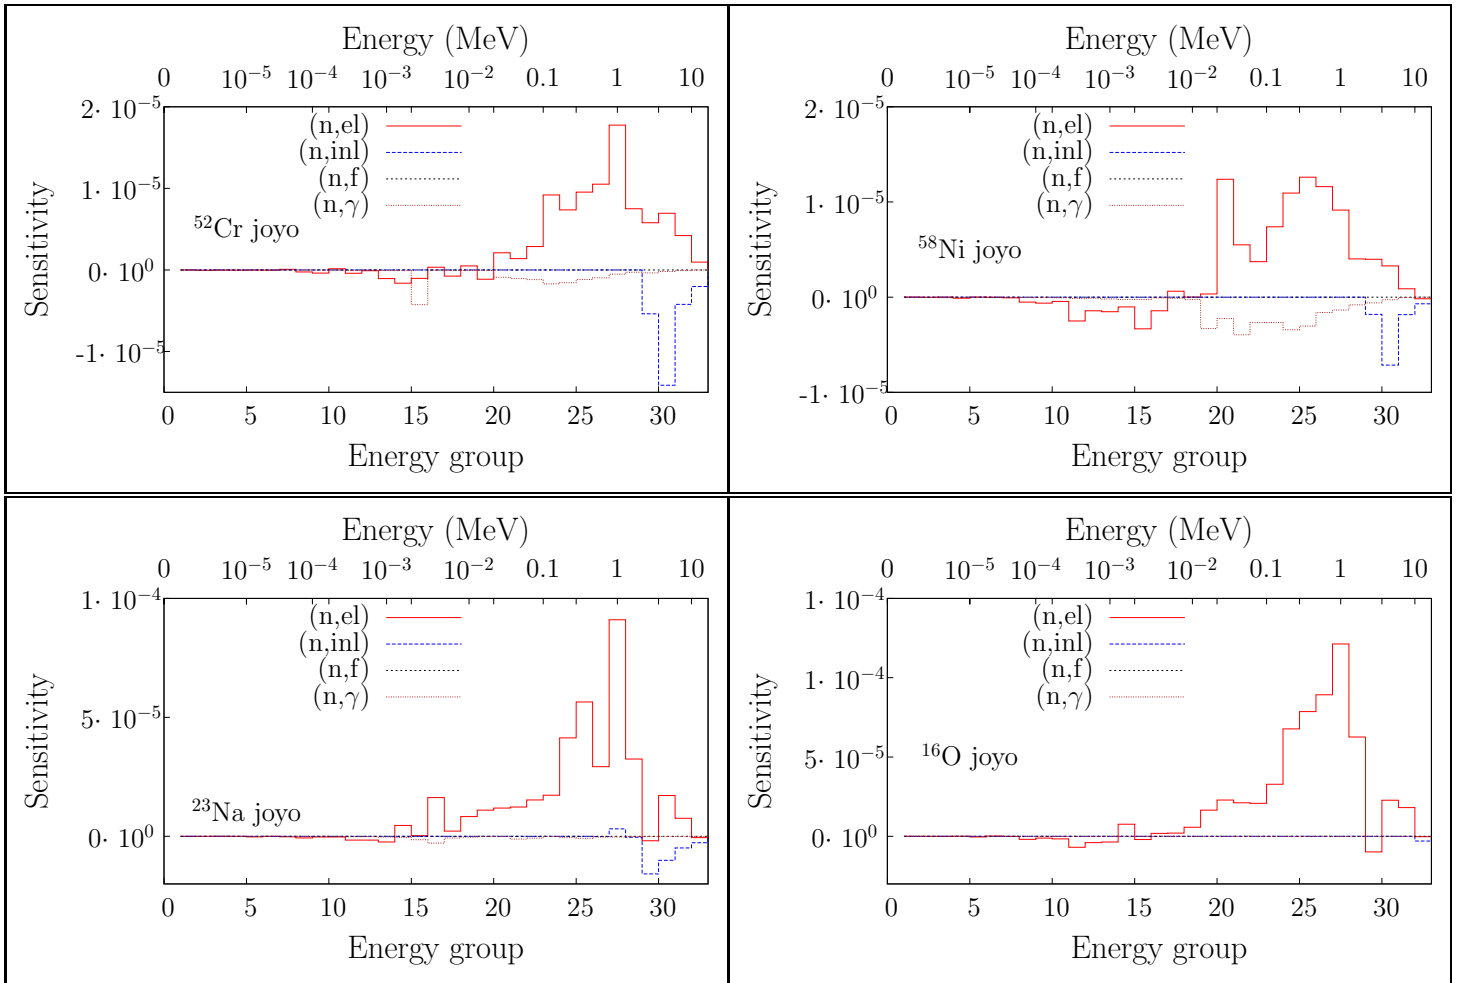 Energy (MeV)
0 10⁻⁵ 10⁻⁴ 10⁻³ 10⁻² 0.1 1 10
2· 10⁻⁵
1· 10⁻⁵
0· 10⁰
-1· 10⁻⁵
Sensitivity
(n,el)
(n,inl)
(n,f)
(n,γ)
⁵²Cr joyo
0 5 10 15 20 25 30
Energy group
Energy (MeV)
0 10⁻⁵ 10⁻⁴ 10⁻³ 10⁻² 0.1 1 10
2· 10⁻⁵
1· 10⁻⁵
0· 10⁰
-1· 10⁻⁵
Sensitivity
(n,el)
(n,inl)
(n,f)
(n,γ)
⁵⁸Ni joyo
0 5 10 15 20 25 30
Energy group
Energy (MeV)
0 10⁻⁵ 10⁻⁴ 10⁻³ 10⁻² 0.1 1 10
1· 10⁻⁴
5· 10⁻⁵
0· 10⁰
Sensitivity
(n,el)
(n,inl)
(n,f)
(n,γ)
²³Na joyo
0 5 10 15 20 25 30
Energy group
Energy (MeV)
0 10⁻⁵ 10⁻⁴ 10⁻³ 10⁻² 0.1 1 10
1· 10⁻⁴
1· 10⁻⁴
5· 10⁻⁵
0· 10⁰
Sensitivity
(n,el)
(n,inl)
(n,f)
(n,γ)
¹⁶O joyo
0 5 10 15 20 25 30
Energy group